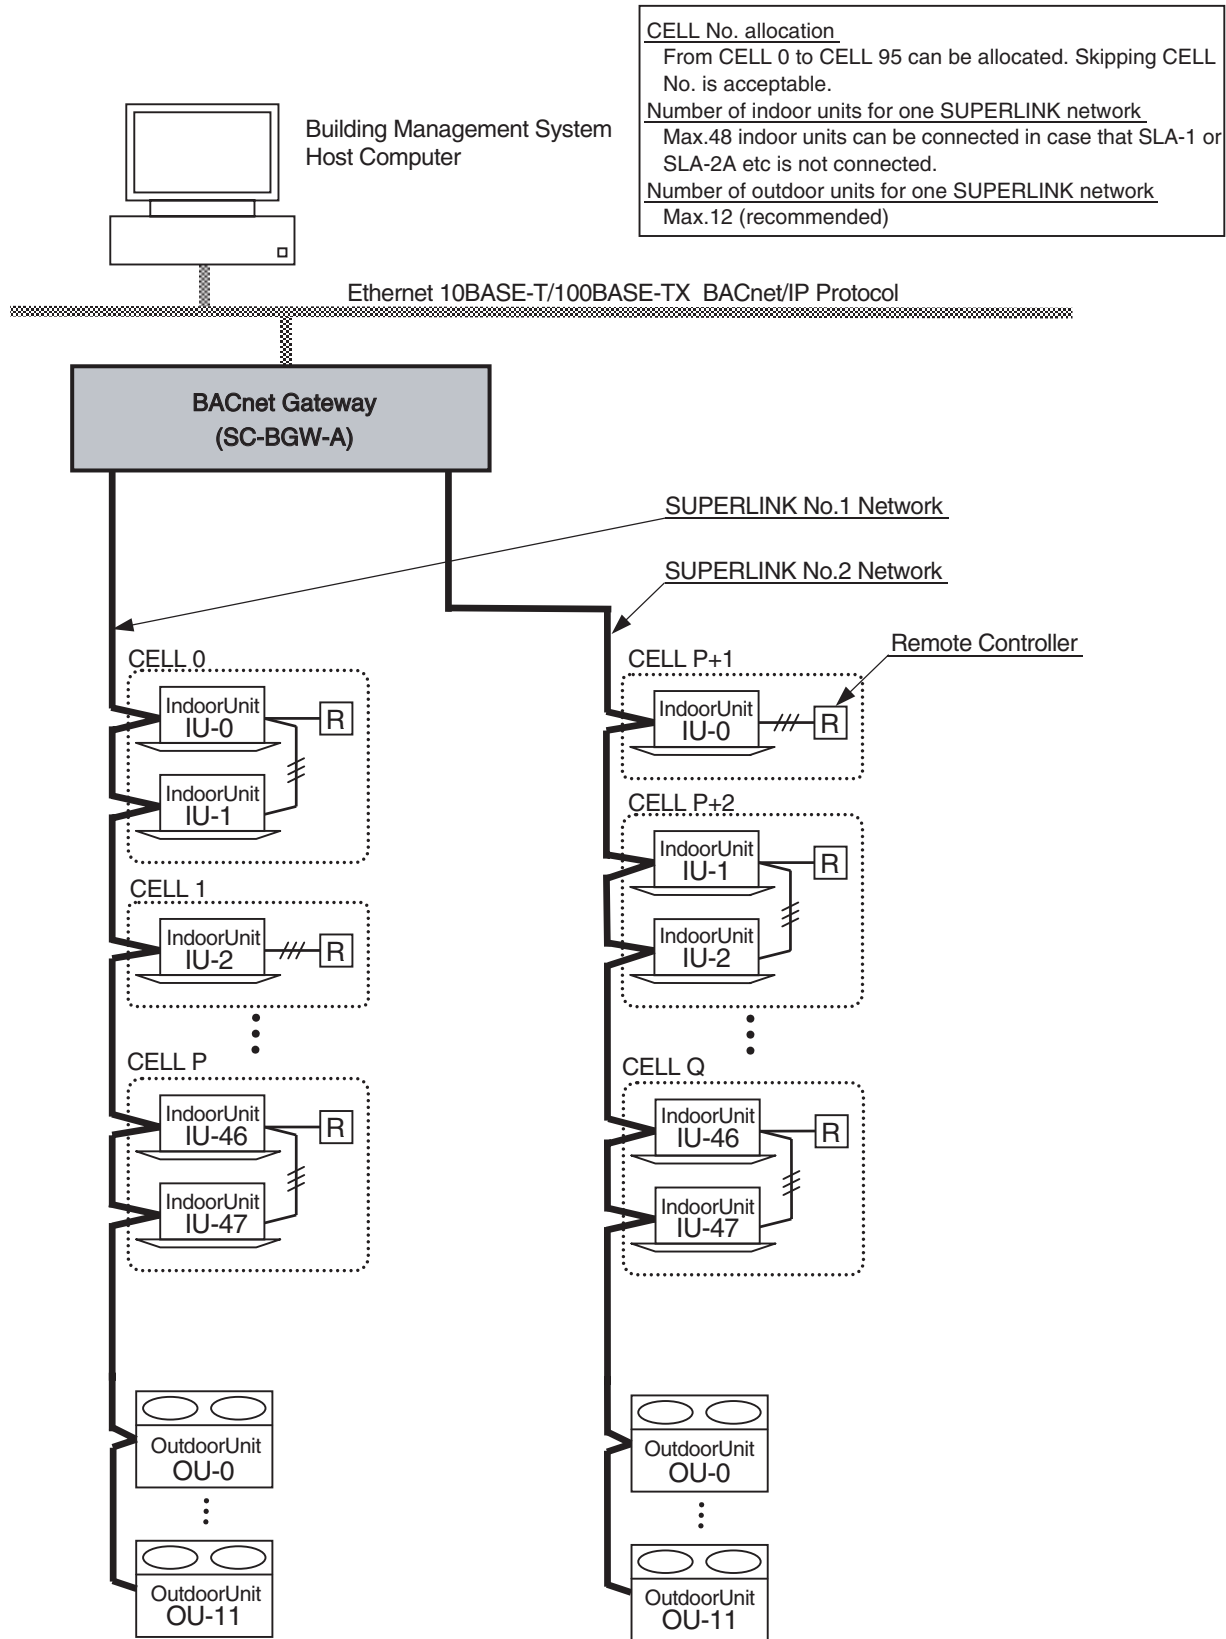 CELL No. allocation
From CELL 0 to CELL 95 can be allocated. Skipping CELL
No. is acceptable.
Number of indoor units for one SUPERLINK network
Max.48 indoor units can be connected in case that SLA-1 or
SLA-2A etc is not connected.
Number of outdoor units for one SUPERLINK network
Max.12 (recommended)
Building Management System
Host Computer
Ethernet 10BASE-T/100BASE-TX BACnet/IP Protocol
BACnet Gateway
(SC-BGW-A)
SUPERLINK No.1 Network
SUPERLINK No.2 Network
Remote Controller
CELL 0
IndoorUnit
IU-0
R
IndoorUnit
IU-1
CELL 1
IndoorUnit
IU-2
R
CELL P
IndoorUnit
IU-46
R
IndoorUnit
IU-47
OutdoorUnit
OU-0
OutdoorUnit
OU-11
CELL P+1
IndoorUnit
IU-0
R
CELL P+2
IndoorUnit
IU-1
R
IndoorUnit
IU-2
CELL Q
IndoorUnit
IU-46
R
IndoorUnit
IU-47
OutdoorUnit
OU-0
OutdoorUnit
OU-11